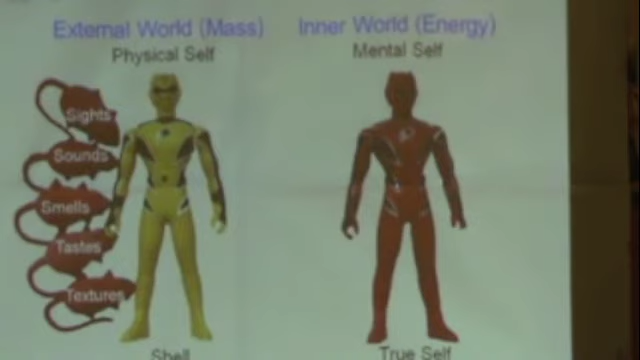 External World (Mass)
Physical Self
Sights
Sounds
Smells
Tastes
Textures
Shell
Inner World (Energy)
Mental Self
True Self